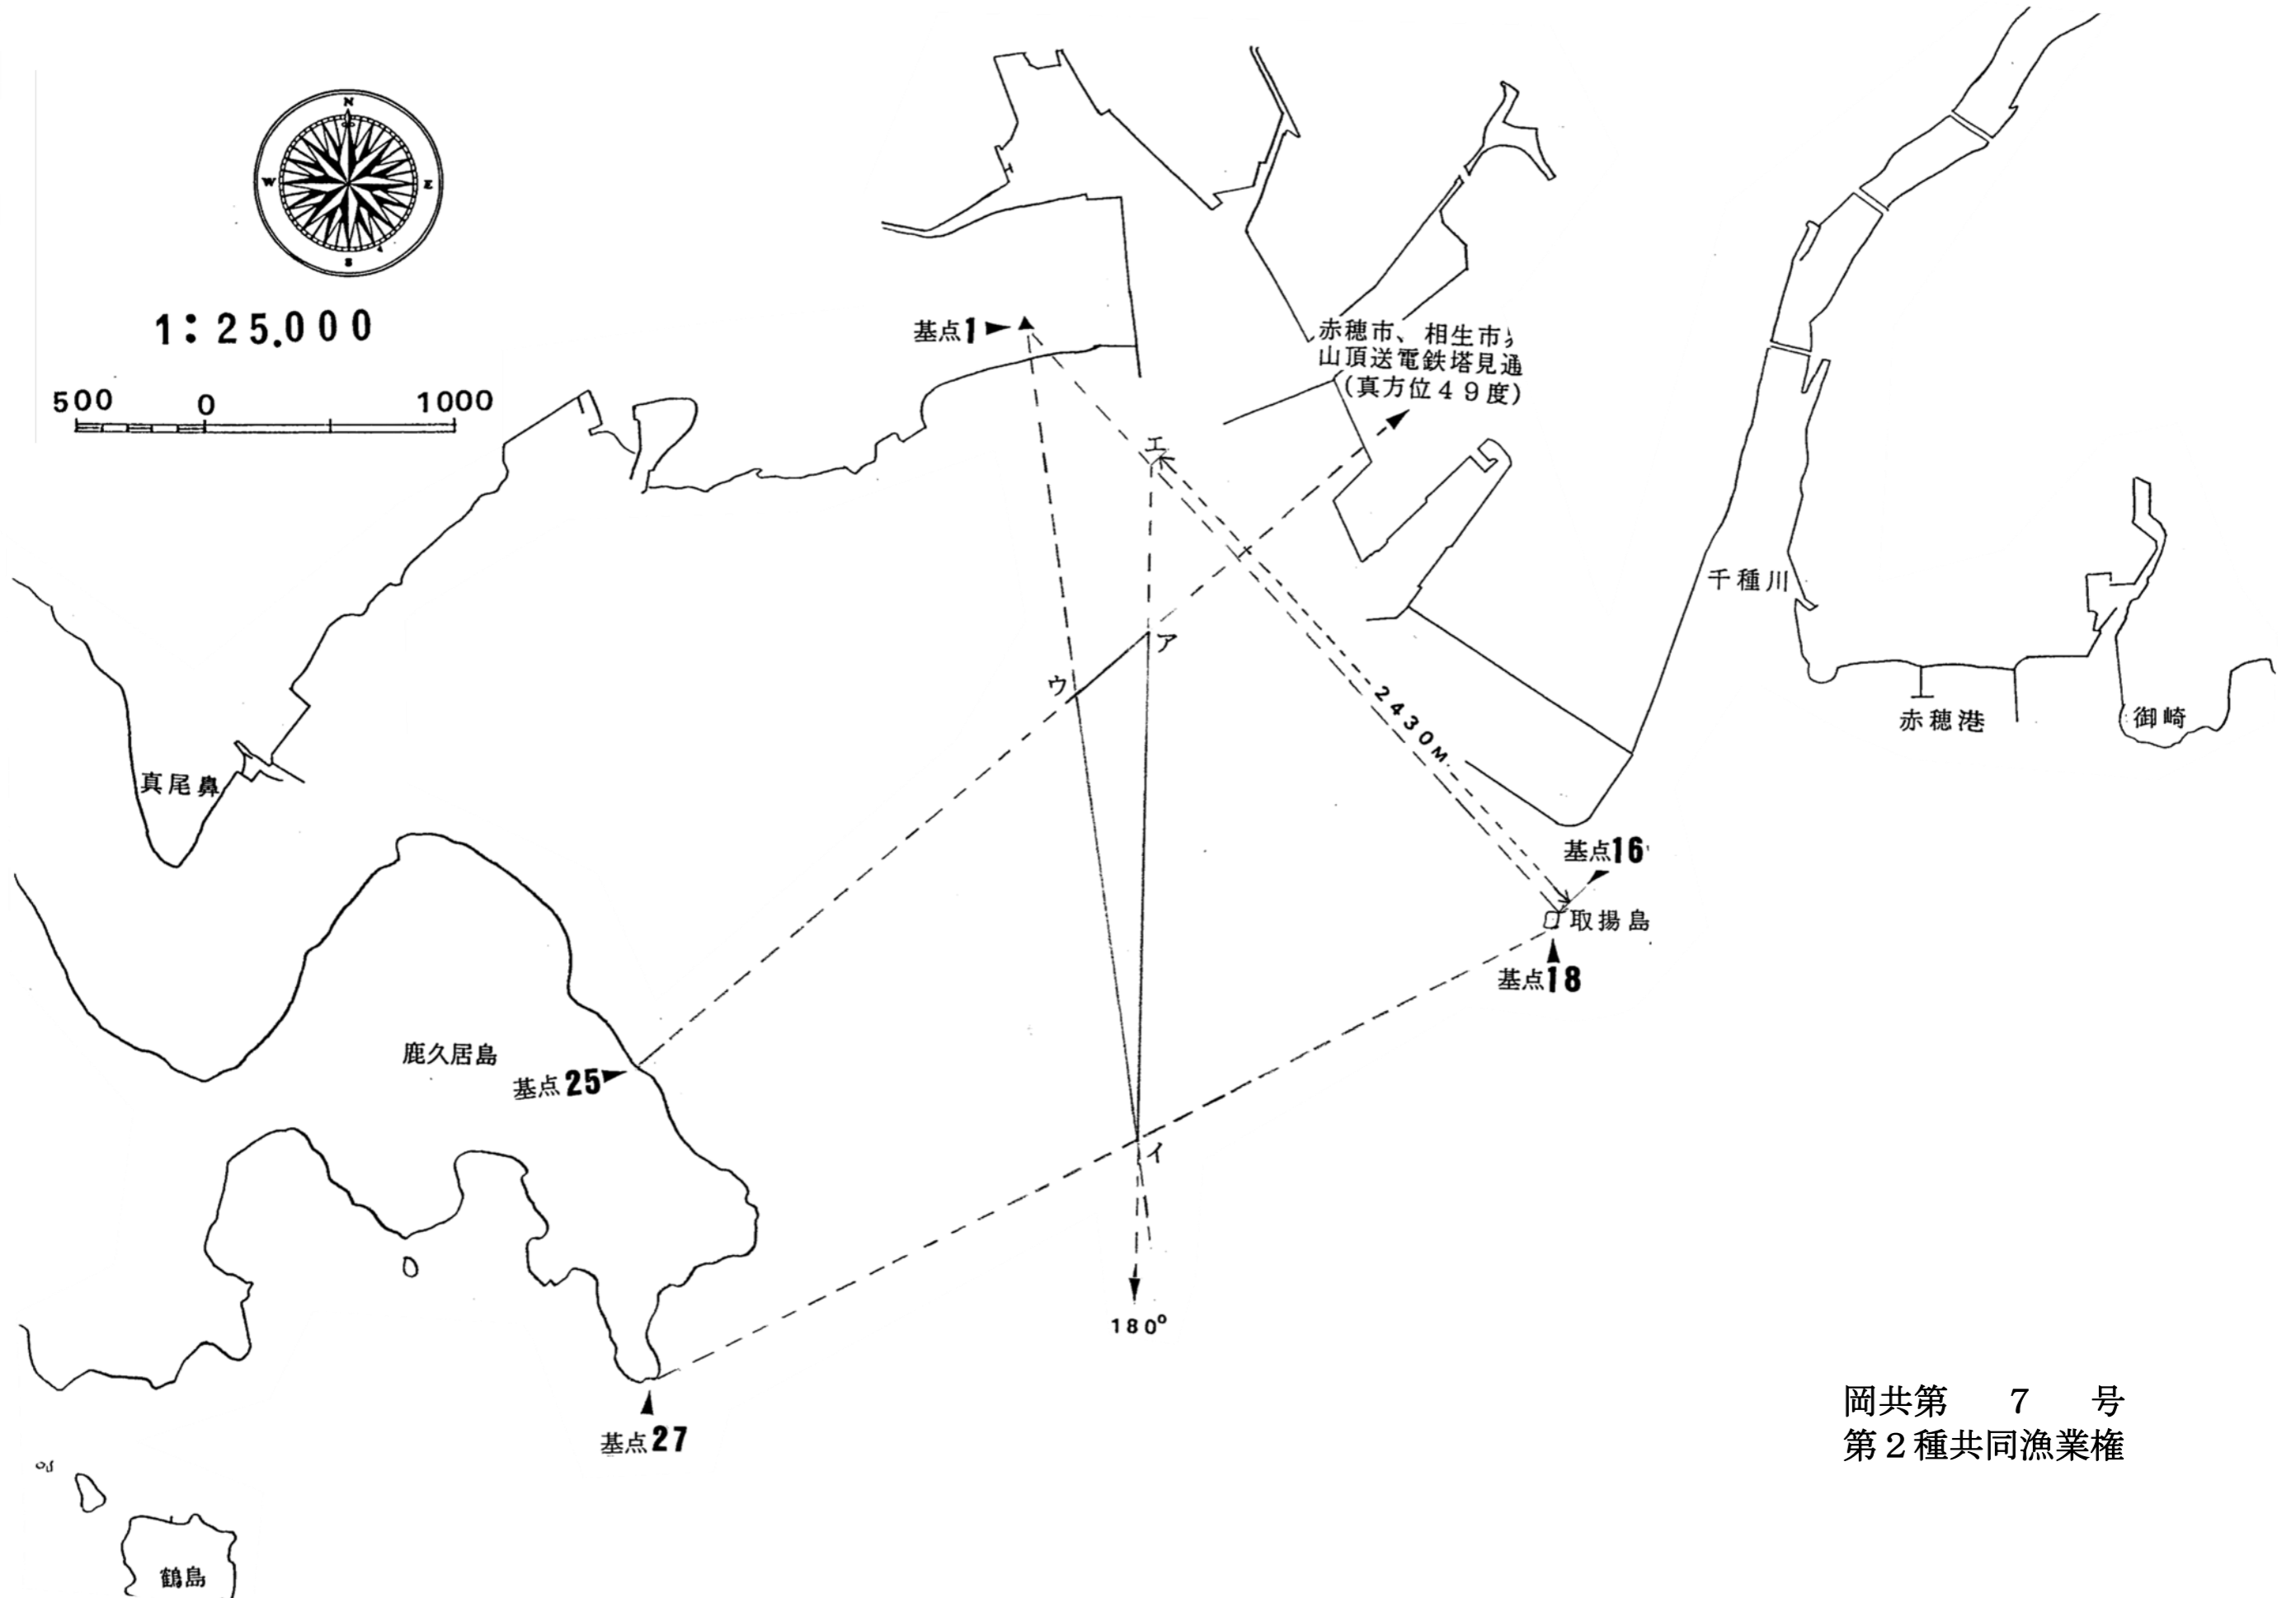 N
W
E
S
1:25.000
500 0 1000
基点1
赤穂市、相生市
山頂送電鉄塔見通
(真方位49度)
エ
千種川
ア
ウ
2430M.
赤穂港
御崎
真尾鼻
基点16
取揚島
基点18
鹿久居島
基点25
イ
180°
基点27
岡共第 7 号
第2種共同漁業権
鶴島